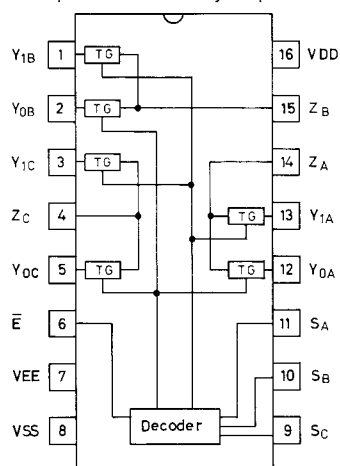 Y1B 1 TG 16 VDD
Y0B 2 TG 15 ZB
Y1C 3 TG 14 ZA
ZC 4 TG 13 Y1A
Y0C 5 TG TG 12 Y0A
E̅ 6 11 SA
VEE 7 10 SB
VSS 8 Decoder 9 SC